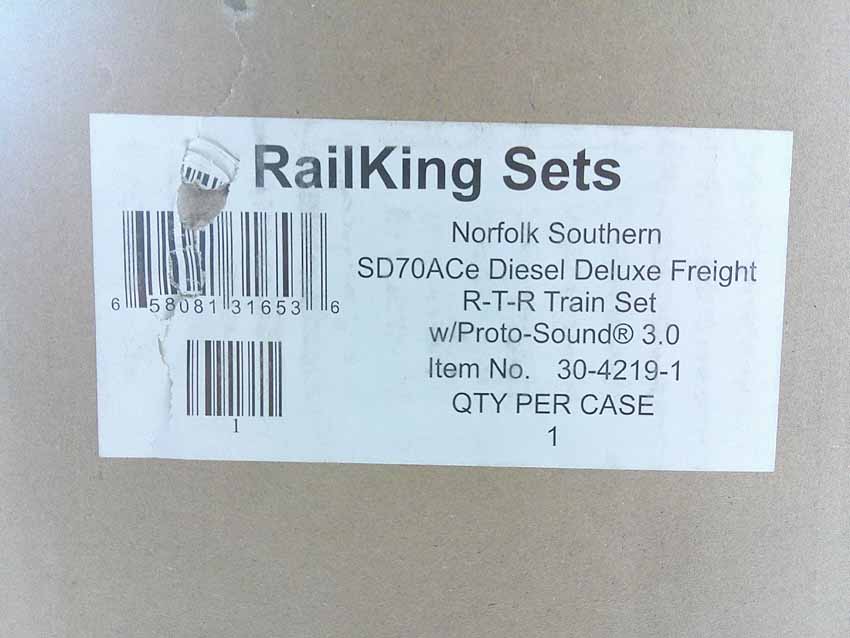 RailKing Sets
Norfolk Southern
SD70ACe Diesel Deluxe Freight
R-T-R Train Set
w/Proto-Sound® 3.0
Item No. 30-4219-1
QTY PER CASE
1
6 58081 31653 6
1